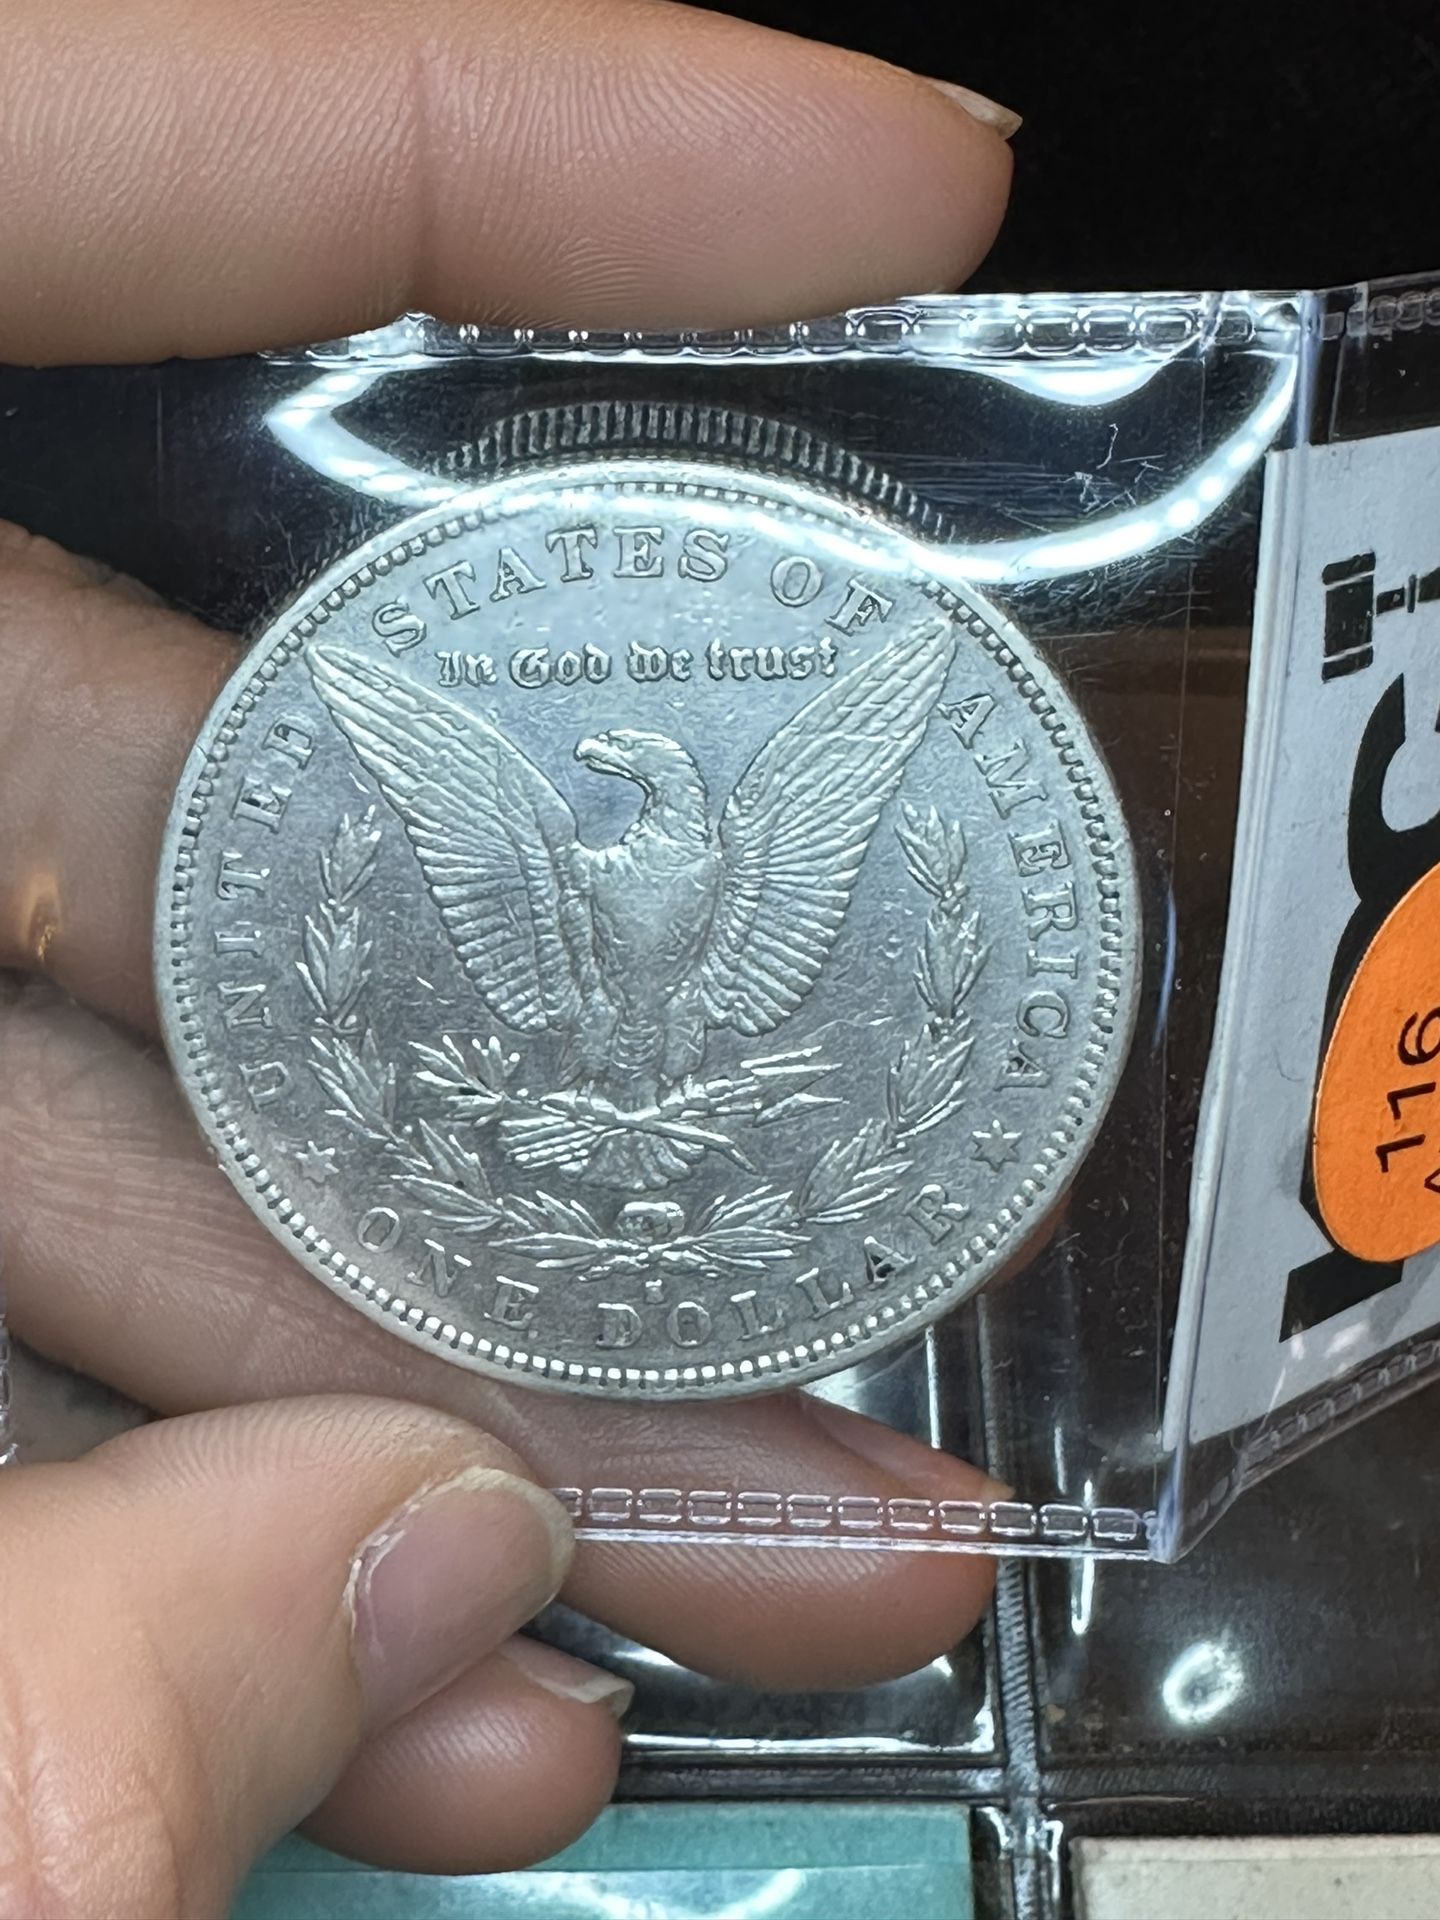 UNITED STATES OF AMERICA
In God we trust
ONE DOLLAR
116